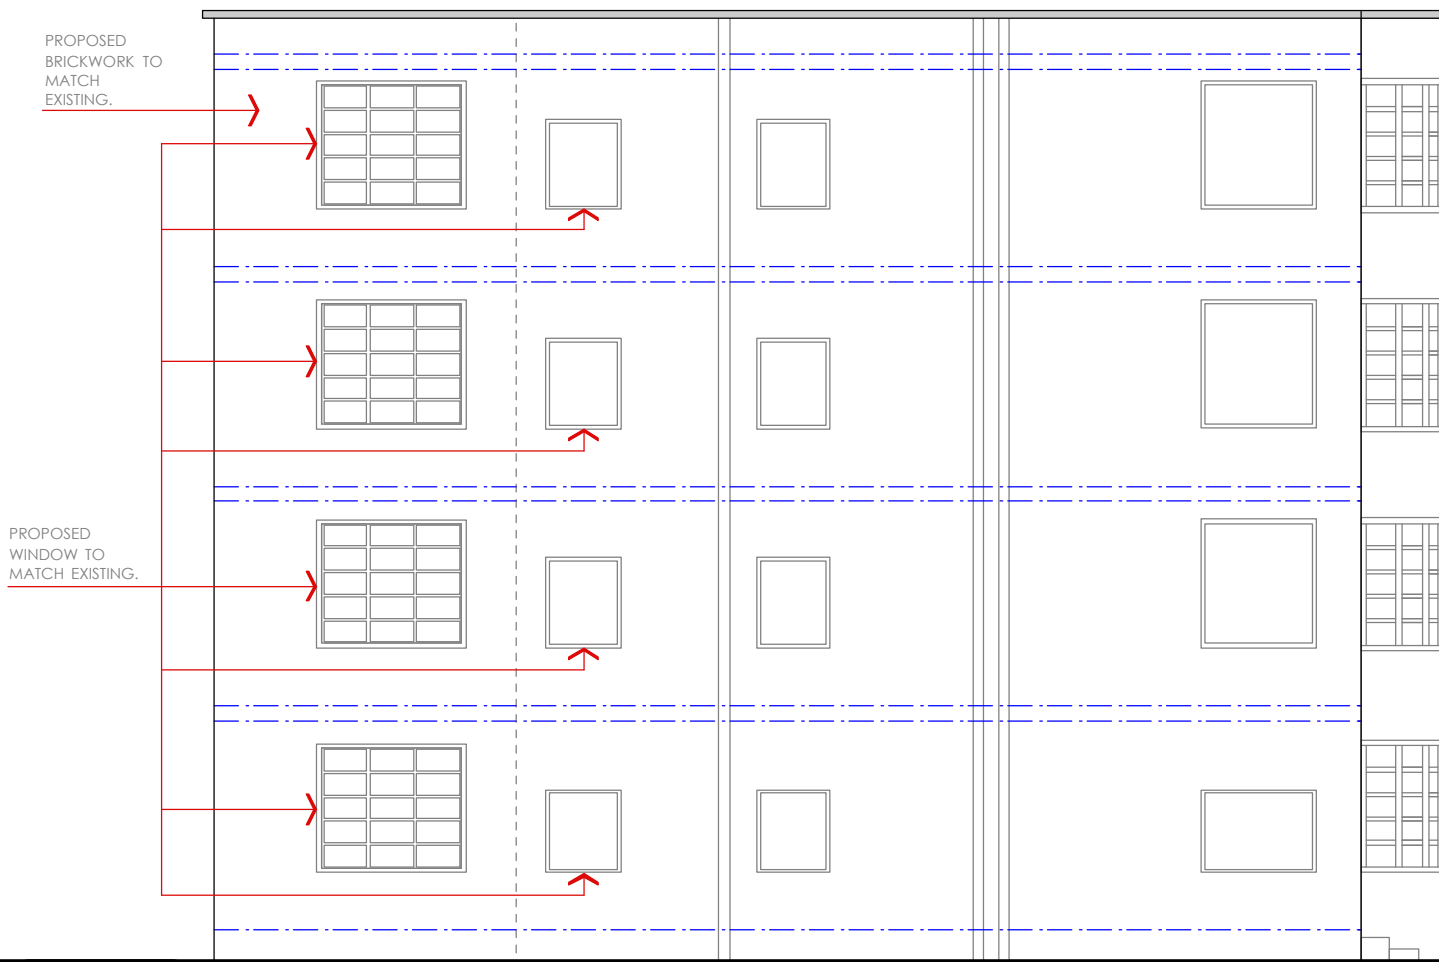 PROPOSED
BRICKWORK TO
MATCH
EXISTING.
PROPOSED
WINDOW TO
MATCH EXISTING.